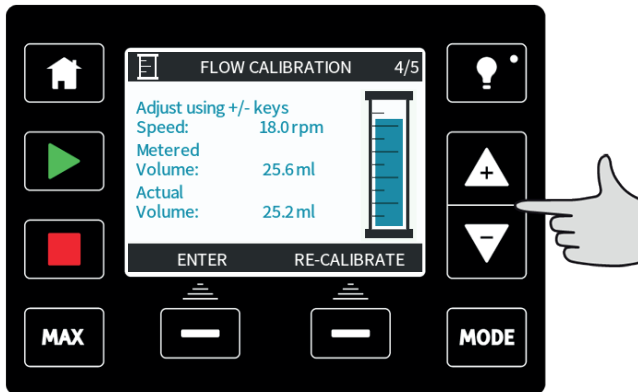 FLOW CALIBRATION 4/5
Adjust using +/- keys
Speed: 18.0 rpm
Metered
Volume: 25.6 ml
Actual
Volume: 25.2 ml
ENTER RE-CALIBRATE
+
−
MAX
MODE